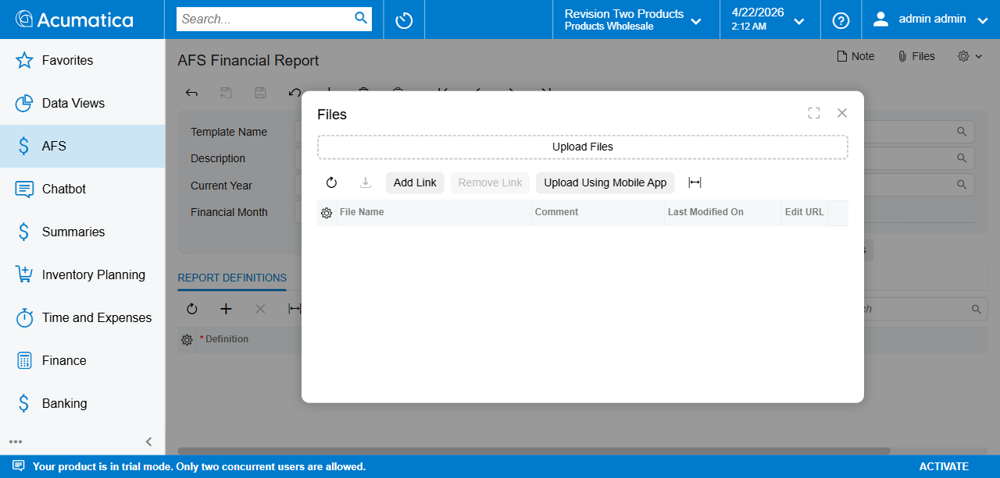 Acumatica
Search...
Revision Two Products
Products Wholesale
4/22/2026
2:12 AM
admin admin
Favorites
Data Views
AFS
Chatbot
Summaries
Inventory Planning
Time and Expenses
Finance
Banking
AFS Financial Report
Note
Files
Template Name
Description
Current Year
Financial Month
REPORT DEFINITIONS
* Definition
Files
Upload Files
Add Link
Remove Link
Upload Using Mobile App
File Name
Comment
Last Modified On
Edit URL
Your product is in trial mode. Only two concurrent users are allowed.
ACTIVATE